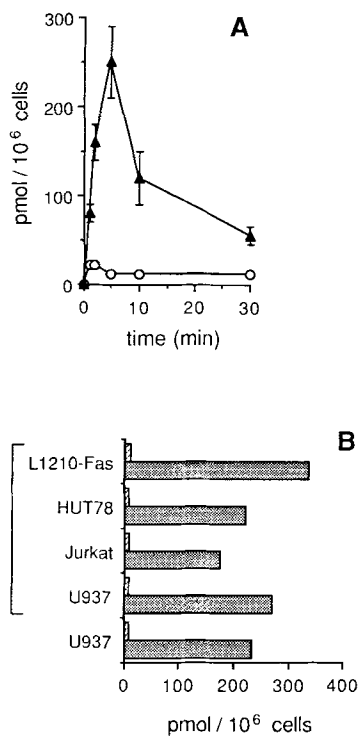 A
300
200
100
0
pmol / 10⁶ cells
0 10 20 30
time (min)
B
L1210-Fas
HUT78
Jurkat
U937
U937
0 100 200 300 400
pmol / 10⁶ cells